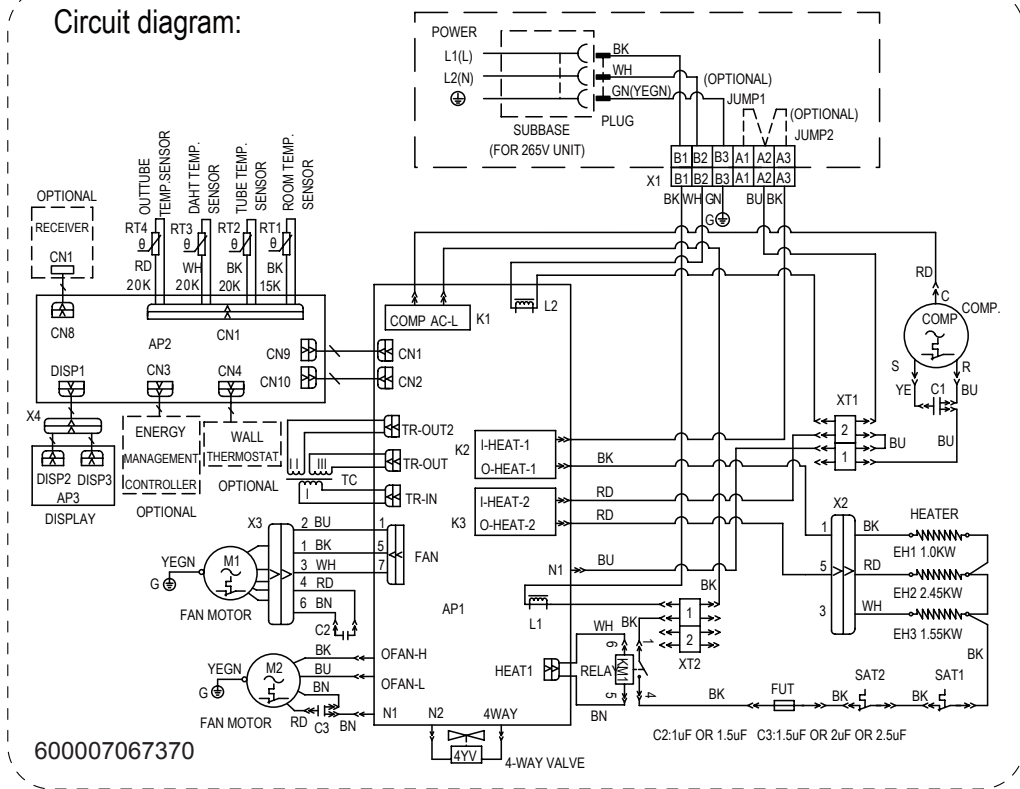 Circuit diagram:
POWER
L1(L)
L2(N)
SUBBASE
(FOR 265V UNIT)
PLUG
BK
WH
GN(YEGN)
(OPTIONAL)
JUMP1
(OPTIONAL)
JUMP2
B1 B2 B3 A1 A2 A3
X1
B1 B2 B3 A1 A2 A3
BK WH GN BU BK
G
OPTIONAL
RECEIVER
CN1
OUTTUBE
TEMP.SENSOR
DAHT TEMP.
SENSOR
TUBE TEMP.
SENSOR
ROOM TEMP.
SENSOR
RT4 RT3 RT2 RT1
θ θ θ θ
RD WH BK BK
20K 20K 20K 15K
CN8
CN1
AP2
CN9
CN10
DISP1
CN3
CN4
X4
DISP2 DISP3
AP3
DISPLAY
ENERGY
MANAGEMENT
CONTROLLER
OPTIONAL
WALL
THERMOSTAT
OPTIONAL
COMP AC-L
K1
L2
CN1
CN2
TR-OUT2
TR-OUT
TR-IN
II III
I
TC
K2
I-HEAT-1
O-HEAT-1
BK
K3
I-HEAT-2
O-HEAT-2
RD
RD
RD
C
COMP
COMP.
S R
YE C1 BU
XT1
2
1
BU
BU
X2
1
5
3
BK
RD
WH
HEATER
EH1 1.0KW
EH2 2.45KW
EH3 1.55KW
BK
X3
YEGN
G
M1
FAN MOTOR
2 BU 1
1 BK 5
3 WH 7
4 RD
6 BN
C2
FAN
N1
BU
AP1
L1
BK
1
2
XT2
HEAT1
WH
6
RELAY
KM1
5
BN
BK
1
4
BK
FUT
BK
SAT2
BK
SAT1
YEGN
G
M2
FAN MOTOR
BK
BU
BN
RD
C3
BN
OFAN-H
OFAN-L
N1
N2
4WAY
4YV
4-WAY VALVE
C2:1uF OR 1.5uF C3:1.5uF OR 2uF OR 2.5uF
600007067370